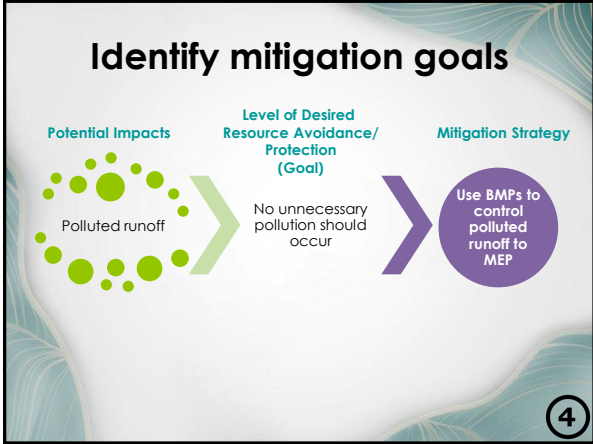 Identify mitigation goals
Potential Impacts
Polluted runoff
Level of Desired
Resource Avoidance/
Protection
(Goal)
No unnecessary
pollution should
occur
Mitigation Strategy
Use BMPs to
control
polluted
runoff to
MEP
4